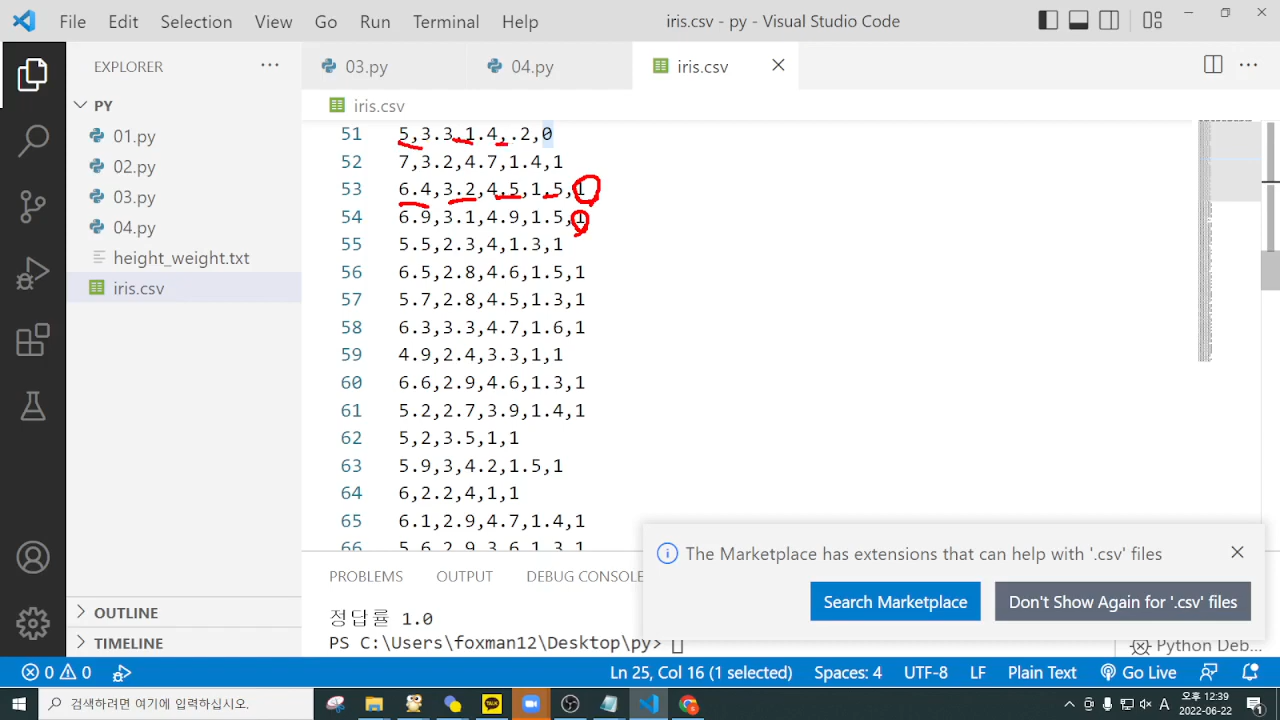 File Edit Selection View Go Run Terminal Help iris.csv - py - Visual Studio Code
EXPLORER ... 03.py 04.py iris.csv
PY
01.py
02.py
03.py
04.py
height_weight.txt
iris.csv
OUTLINE
TIMELINE
iris.csv
51 5,3.3,1.4,.2,0
52 7,3.2,4.7,1.4,1
53 6.4,3.2,4.5,1.5,1
54 6.9,3.1,4.9,1.5,1
55 5.5,2.3,4,1.3,1
56 6.5,2.8,4.6,1.5,1
57 5.7,2.8,4.5,1.3,1
58 6.3,3.3,4.7,1.6,1
59 4.9,2.4,3.3,1,1
60 6.6,2.9,4.6,1.3,1
61 5.2,2.7,3.9,1.4,1
62 5,2,3.5,1,1
63 5.9,3,4.2,1.5,1
64 6,2.2,4,1,1
65 6.1,2.9,4.7,1.4,1
66 5.6,2.9,3.6,1.3,1
The Marketplace has extensions that can help with '.csv' files
Search Marketplace Don't Show Again for '.csv' files
PROBLEMS OUTPUT DEBUG CONSOLE
정답률 1.0
PS C:\Users\foxman12\Desktop\py>
Python Deb...
0 0 Ln 25, Col 16 (1 selected) Spaces: 4 UTF-8 LF Plain Text Go Live
검색하려면 여기에 입력하십시오. TALK A 오후 12:39
2022-06-22 1